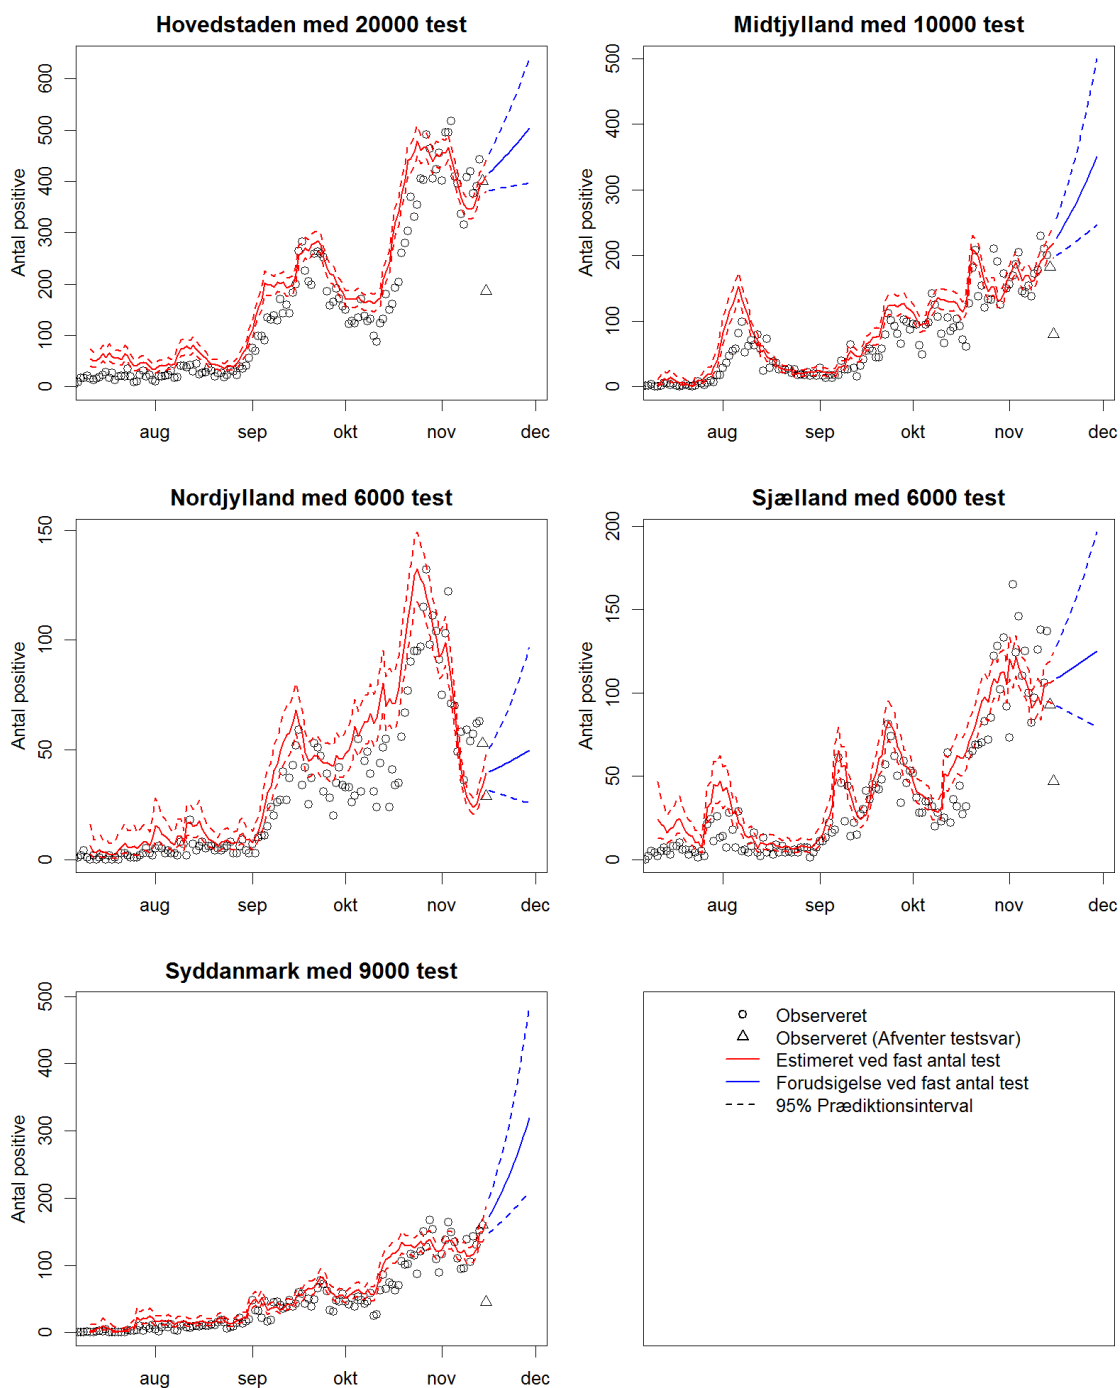 Hovedstaden med 20000 test
Antal positive
600
500
400
300
200
100
0
aug sep okt nov dec
Midtjylland med 10000 test
Antal positive
500
400
300
200
100
0
aug sep okt nov dec
Nordjylland med 6000 test
Antal positive
150
100
50
0
aug sep okt nov dec
Sjælland med 6000 test
Antal positive
200
150
100
50
0
aug sep okt nov dec
Syddanmark med 9000 test
Antal positive
500
400
300
200
100
0
aug sep okt nov dec
Observeret
Observeret (Afventer testsvar)
Estimeret ved fast antal test
Forudsigelse ved fast antal test
95% Prædiktionsinterval